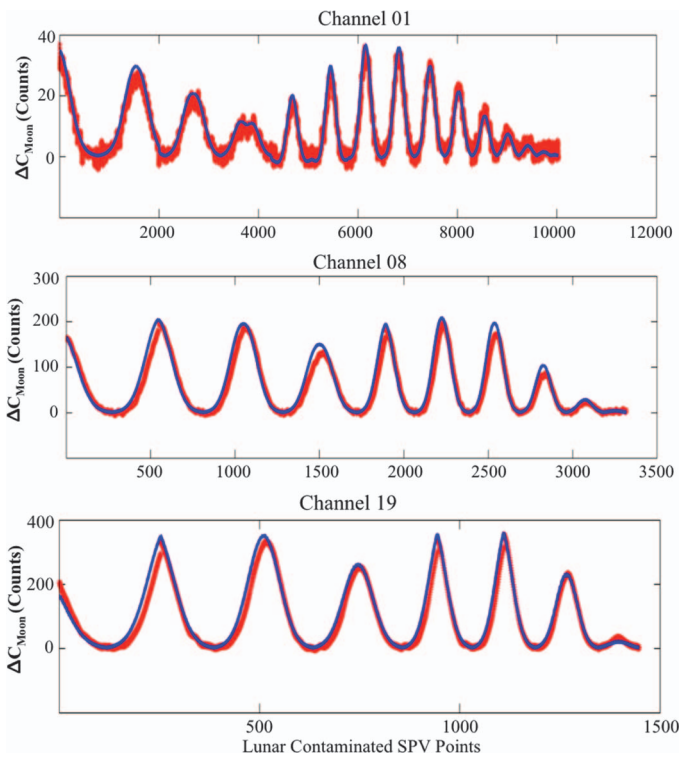 Channel 01
40
20
0
ΔC_Moon (Counts)
2000 4000 6000 8000 10000 12000
Channel 08
300
200
100
0
ΔC_Moon (Counts)
500 1000 1500 2000 2500 3000 3500
Channel 19
400
200
0
ΔC_Moon (Counts)
500 1000 1500
Lunar Contaminated SPV Points